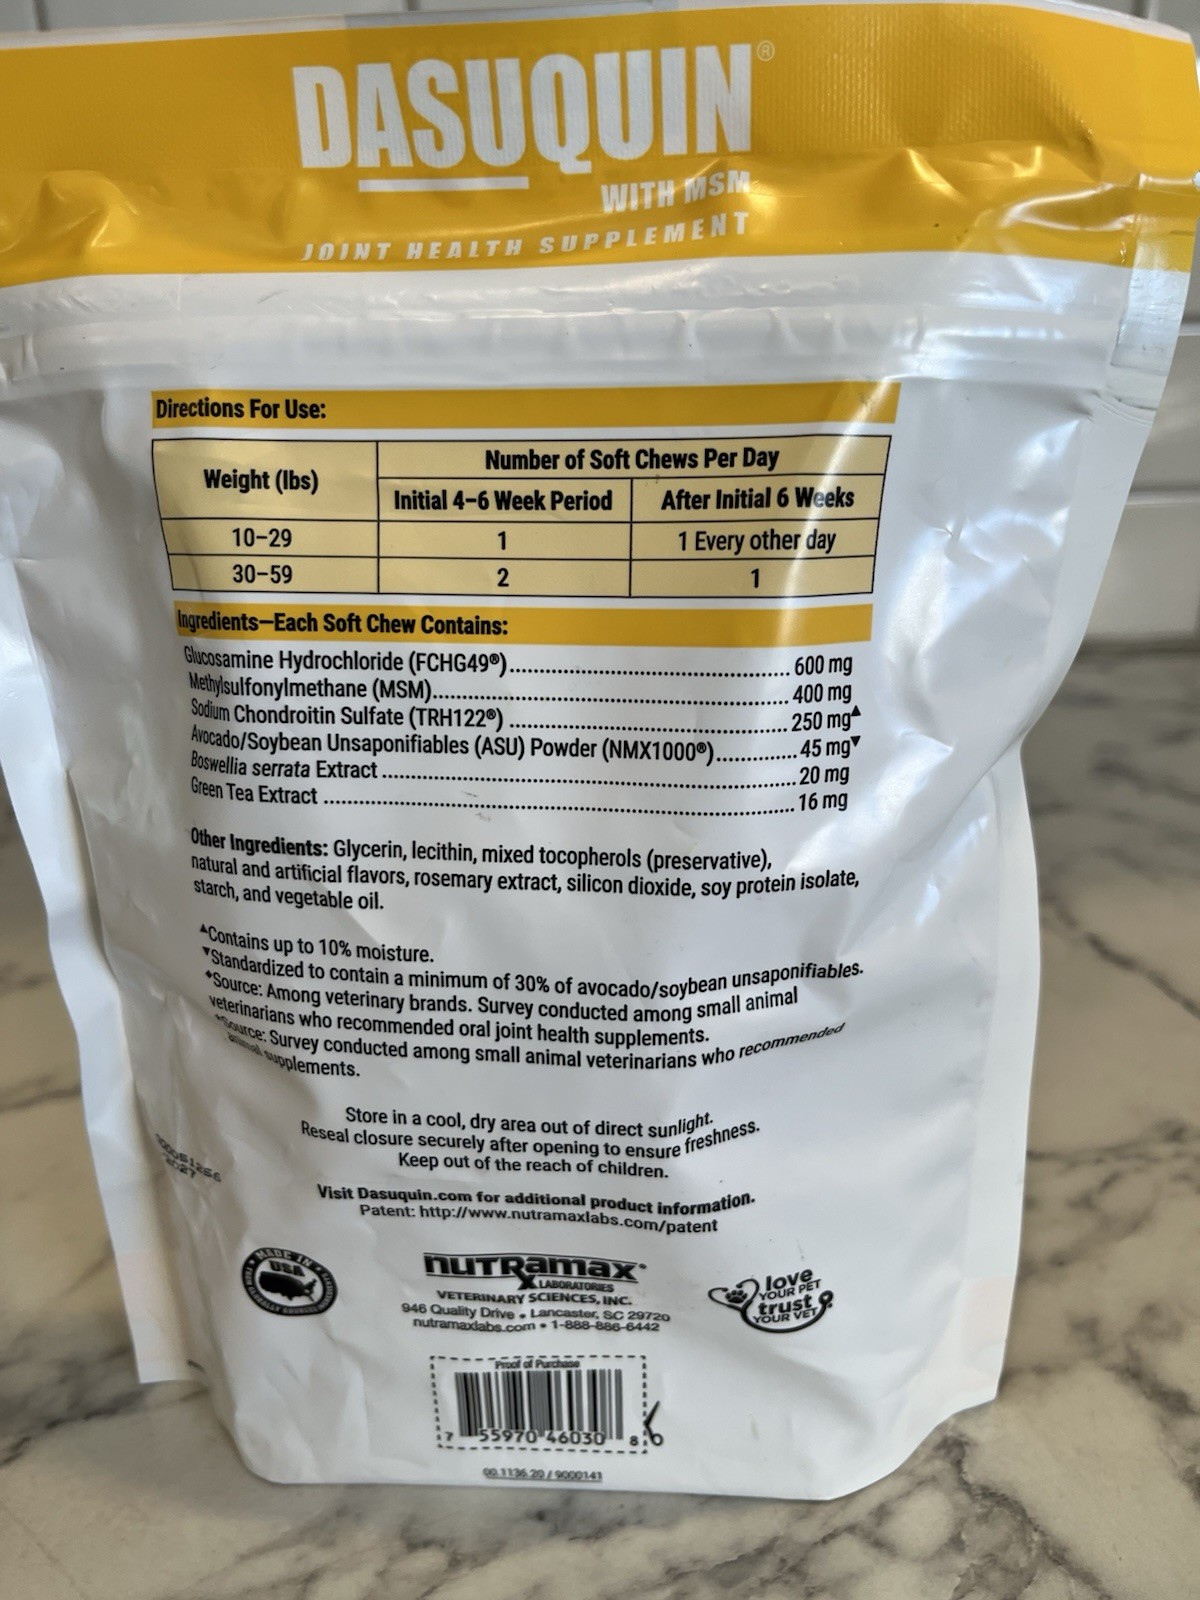 DASUQUIN®
WITH MSM
JOINT HEALTH SUPPLEMENT
Directions For Use:
Weight (lbs)
Number of Soft Chews Per Day
Initial 4–6 Week Period
After Initial 6 Weeks
10–29 1 1 Every other day
30–59 2 1
Ingredients—Each Soft Chew Contains:
Glucosamine Hydrochloride (FCHG49®) 600 mg
Methylsulfonylmethane (MSM) 400 mg
Sodium Chondroitin Sulfate (TRH122®) 250 mg▲
Avocado/Soybean Unsaponifiables (ASU) Powder (NMX1000®) 45 mg▼
Boswellia serrata Extract 20 mg
Green Tea Extract 16 mg
Other Ingredients: Glycerin, lecithin, mixed tocopherols (preservative),
natural and artificial flavors, rosemary extract, silicon dioxide, soy protein isolate,
starch, and vegetable oil.
▲Contains up to 10% moisture.
▼Standardized to contain a minimum of 30% of avocado/soybean unsaponifiables.
Source: Among veterinary brands. Survey conducted among small animal
veterinarians who recommended oral joint health supplements.
Source: Survey conducted among small animal veterinarians who recommended
animal supplements.
Store in a cool, dry area out of direct sunlight.
Reseal closure securely after opening to ensure freshness.
Keep out of the reach of children.
2027
Visit Dasuquin.com for additional product information.
Patent: http://www.nutramaxlabs.com/patent
MADE IN
USA
nutramax
LABORATORIES
VETERINARY SCIENCES, INC.
946 Quality Drive • Lancaster, SC 29720
nutramaxlabs.com • 1-888-886-6442
love
YOUR PET
trust
YOUR VET
Proof of Purchase
7 55970 46030 8
00.1136.20 / 9000141